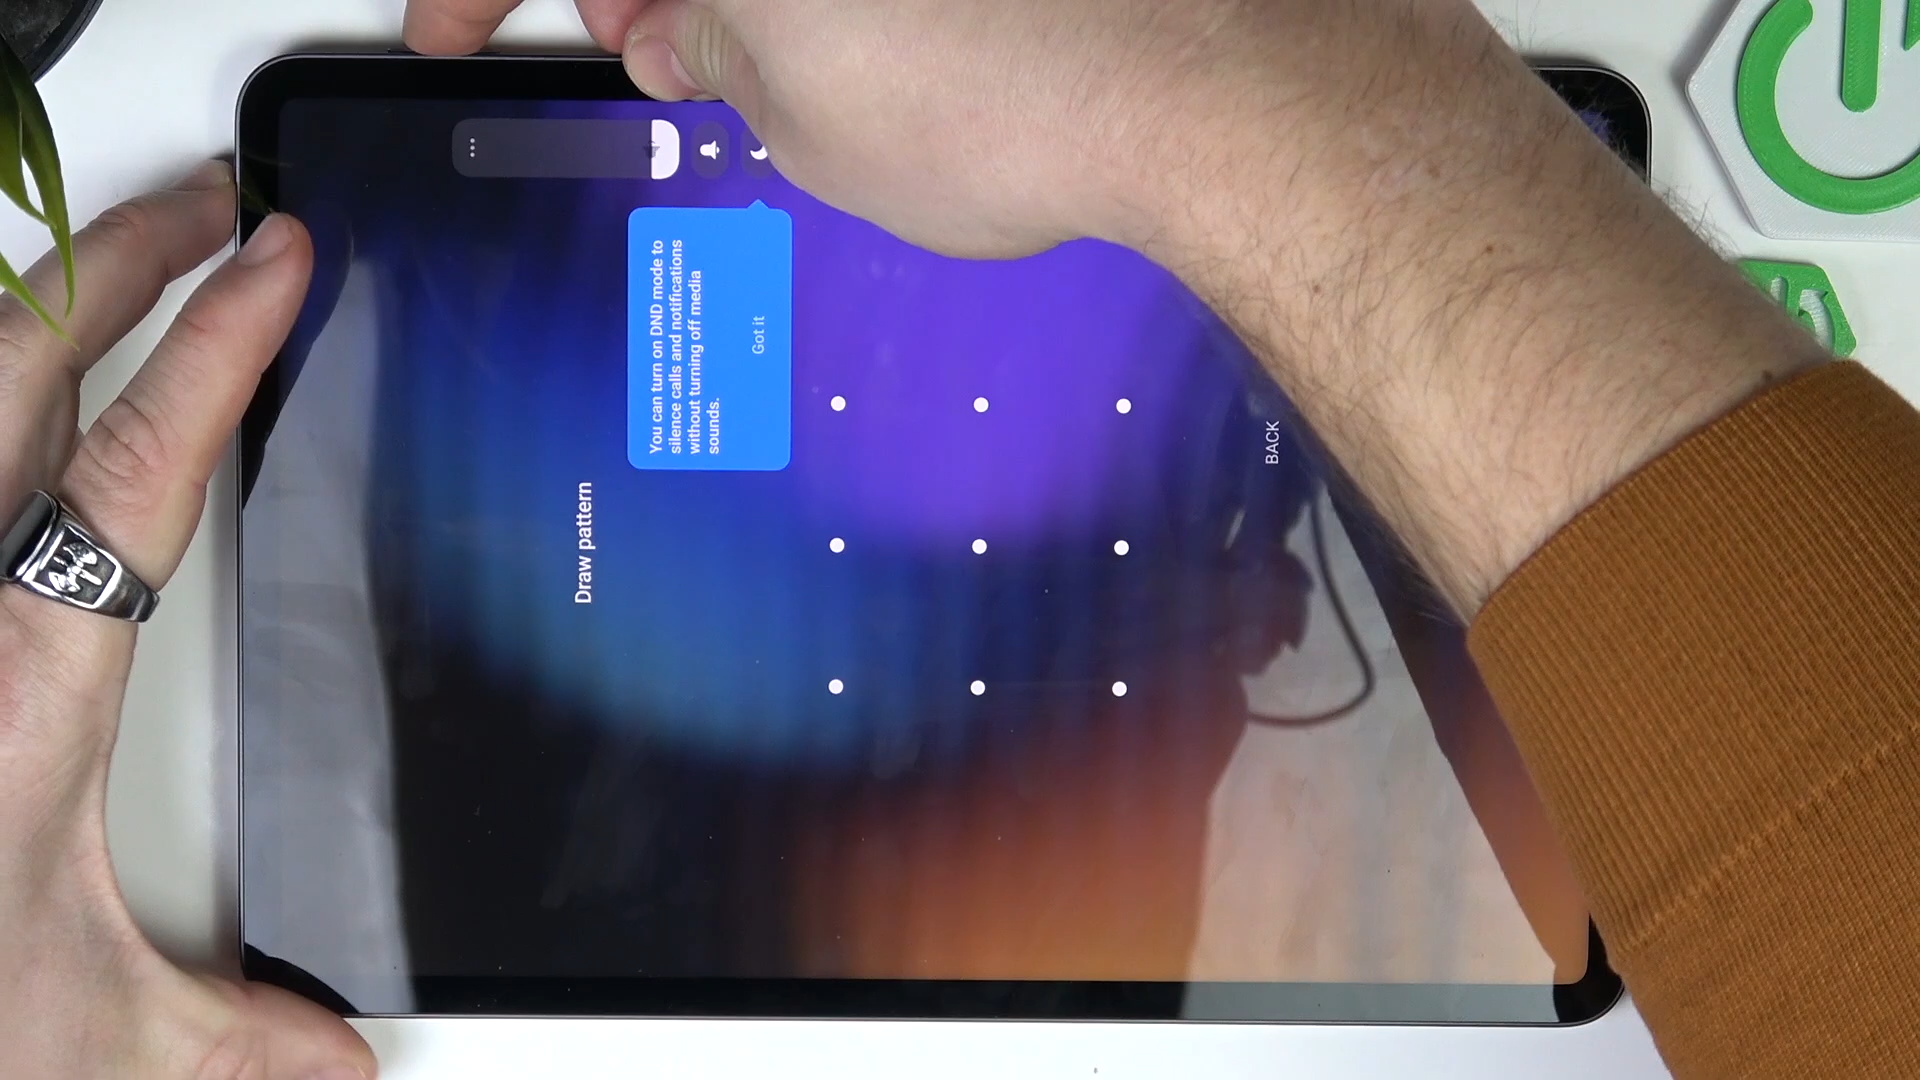 You can turn on DND mode to
silence calls and notifications
without turning off media
sounds.
Got it
Draw pattern
BACK